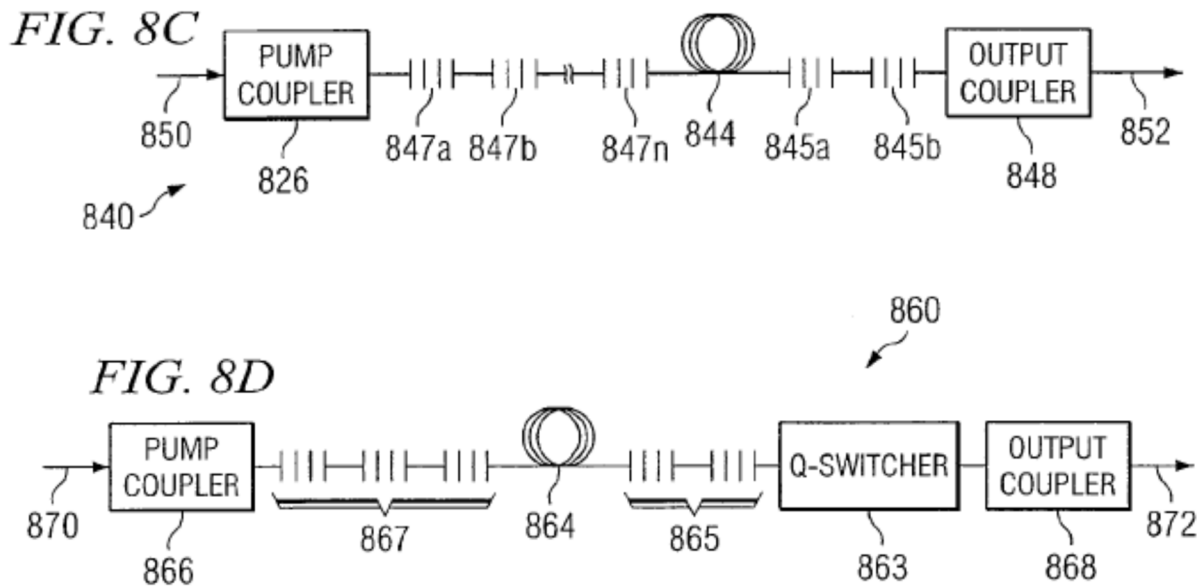 FIG. 8C
PUMP
COUPLER
OUTPUT
COUPLER
850
826
847a
847b
847n
844
845a
845b
848
852
840
860
FIG. 8D
PUMP
COUPLER
Q-SWITCHER
OUTPUT
COUPLER
870
866
867
864
865
863
868
872